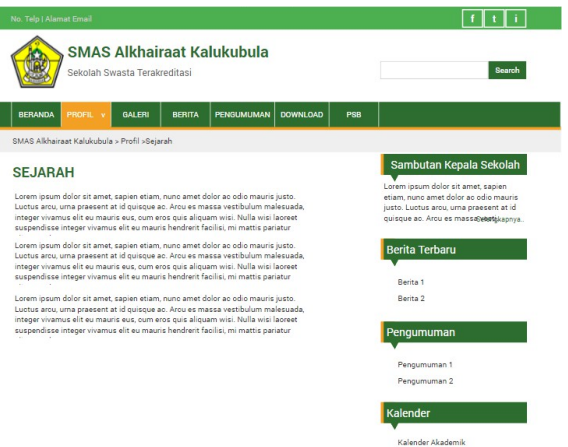 No. Telp | Alamat Email
f t i
SMAS Alkhairaat Kalukubula
Sekolah Swasta Terakreditasi
Search
BERANDA PROFIL v GALERI BERITA PENGUMUMAN DOWNLOAD PSB
SMAS Alkhairaat Kalukubula > Profil >Sejarah
SEJARAH
Lorem ipsum dolor sit amet, sapien etiam, nunc amet dolor ac odio mauris justo.
Luctus arcu, urna praesent at id quisque ac. Arcu es massa vestibulum malesuada,
integer vivamus elit eu mauris eus, cum eros quis aliquam wisi. Nulla wisi laoreet
suspendisse integer vivamus elit eu mauris hendrerit facilisi, mi mattis pariatur
Lorem ipsum dolor sit amet, sapien etiam, nunc amet dolor ac odio mauris justo.
Luctus arcu, urna praesent at id quisque ac. Arcu es massa vestibulum malesuada,
integer vivamus elit eu mauris eus, cum eros quis aliquam wisi. Nulla wisi laoreet
suspendisse integer vivamus elit eu mauris hendrerit facilisi, mi mattis pariatur
Lorem ipsum dolor sit amet, sapien etiam, nunc amet dolor ac odio mauris justo.
Luctus arcu, urna praesent at id quisque ac. Arcu es massa vestibulum malesuada,
integer vivamus elit eu mauris eus, cum eros quis aliquam wisi. Nulla wisi laoreet
suspendisse integer vivamus elit eu mauris hendrerit facilisi, mi mattis pariatur
Sambutan Kepala Sekolah
Lorem ipsum dolor sit amet, sapien
etiam, nunc amet dolor ac odio mauris
justo. Luctus arcu, urna praesent at id
quisque ac. Arcu es massa
Berita Terbaru
Berita 1
Berita 2
Pengumuman
Pengumuman 1
Pengumuman 2
Kalender
Kalender Akademik